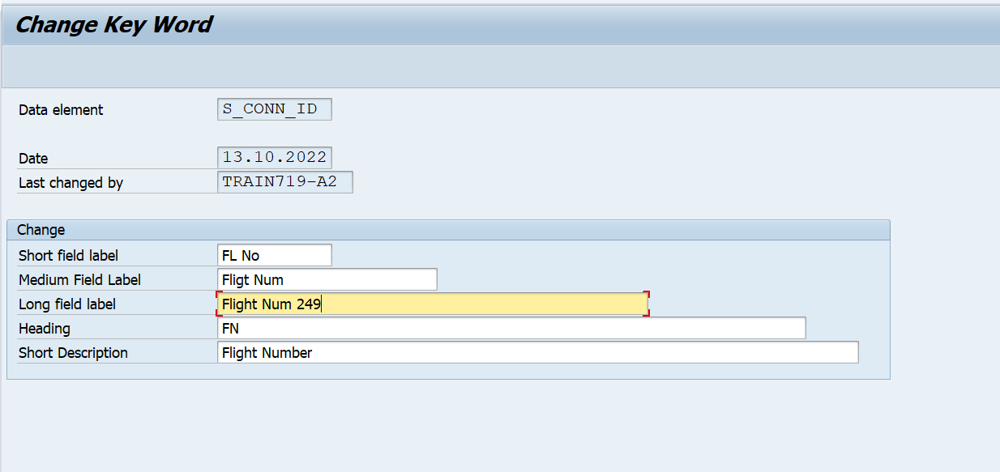 Change Key Word
Data element S_CONN_ID
Date 13.10.2022
Last changed by TRAIN719-A2
Change
Short field label FL No
Medium Field Label Fligt Num
Long field label Flight Num 249
Heading FN
Short Description Flight Number